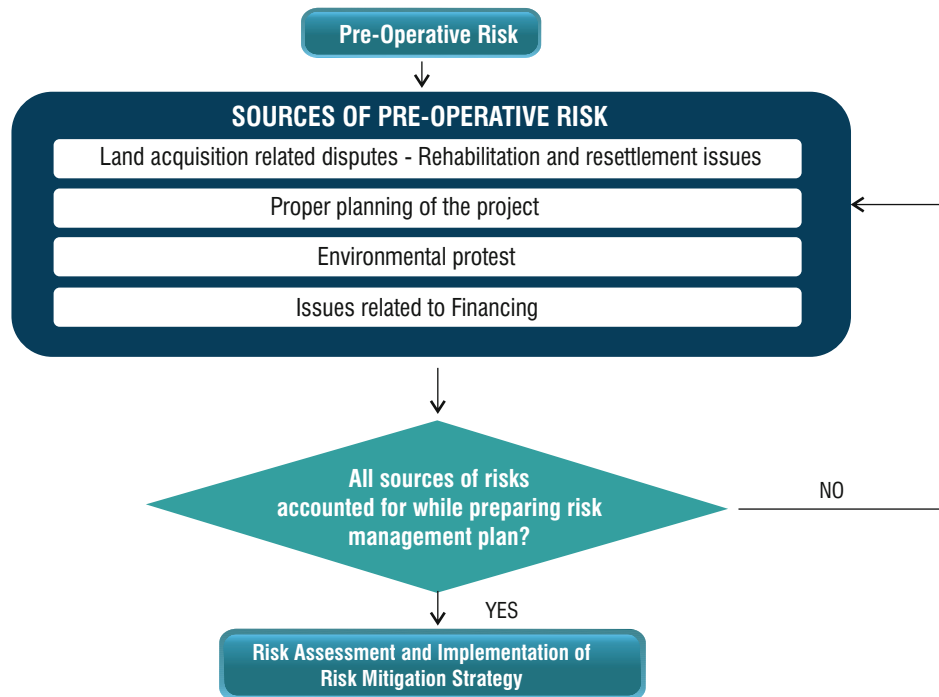 Pre-Operative Risk
SOURCES OF PRE-OPERATIVE RISK
Land acquisition related disputes - Rehabilitation and resettlement issues
Proper planning of the project
Environmental protest
Issues related to Financing
All sources of risks
accounted for while preparing risk
management plan?
NO
YES
Risk Assessment and Implementation of
Risk Mitigation Strategy